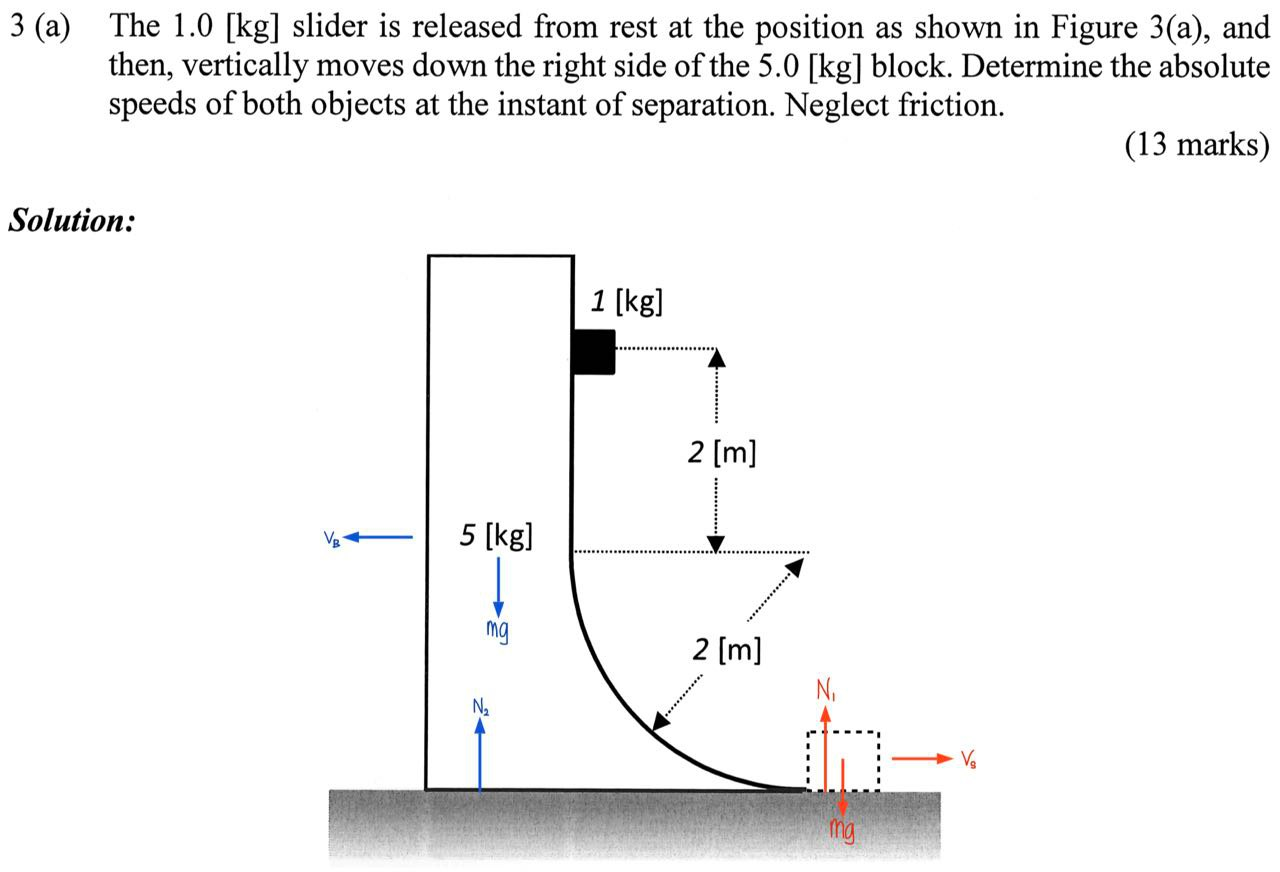 3 (a) The 1.0 [kg] slider is released from rest at the position as shown in Figure 3(a), and
then, vertically moves down the right side of the 5.0 [kg] block. Determine the absolute
speeds of both objects at the instant of separation. Neglect friction.
(13 marks)
Solution:
1 [kg]
2 [m]
V_B
5 [kg]
mg
2 [m]
N₁
N₂
V_s
mg